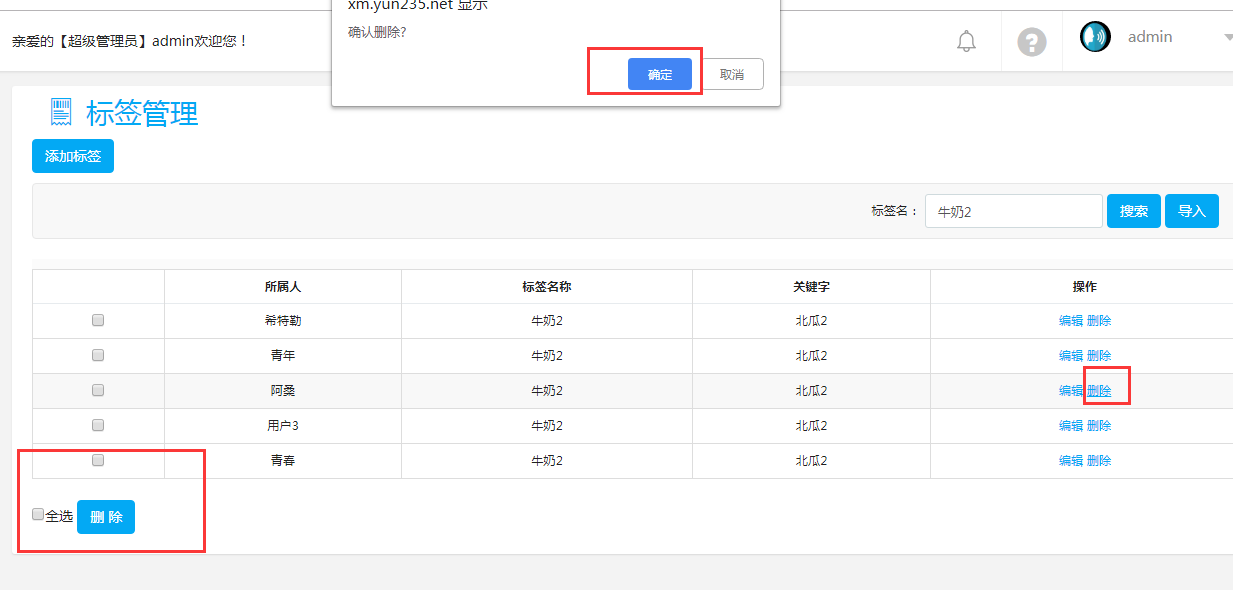 xm.yun235.net 显示
确认删除?
确定 取消
亲爱的【超级管理员】admin欢迎您！
? admin
标签管理
添加标签
标签名： 牛奶2 搜索 导入
所属人 标签名称 关键字 操作
希特勒 牛奶2 北瓜2 编辑 删除
青年 牛奶2 北瓜2 编辑 删除
阿桑 牛奶2 北瓜2 编辑 删除
用户3 牛奶2 北瓜2 编辑 删除
青春 牛奶2 北瓜2 编辑 删除
全选 删 除